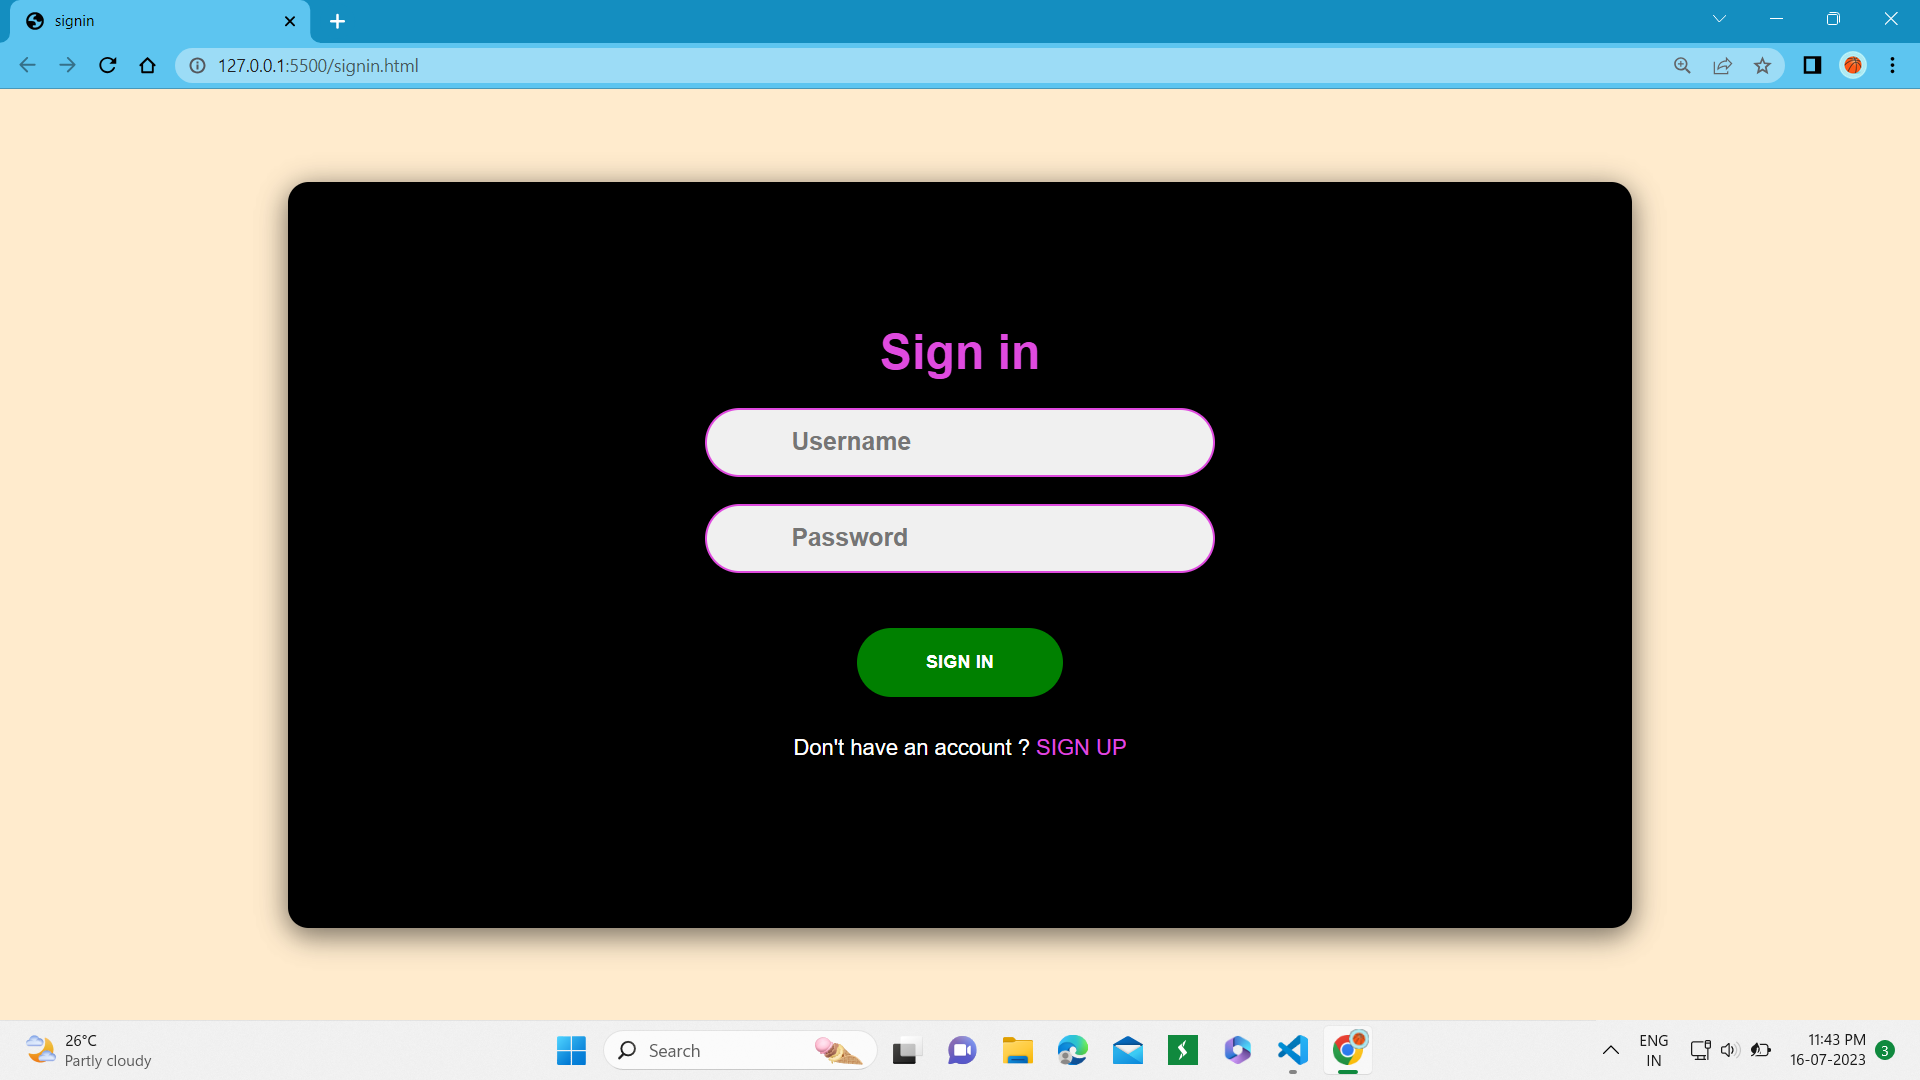 signin
127.0.0.1:5500/signin.html
Sign in
Username
Password
SIGN IN
Don't have an account ? SIGN UP
26°C
Partly cloudy
Search
ENG
IN
11:43 PM
16-07-2023
3